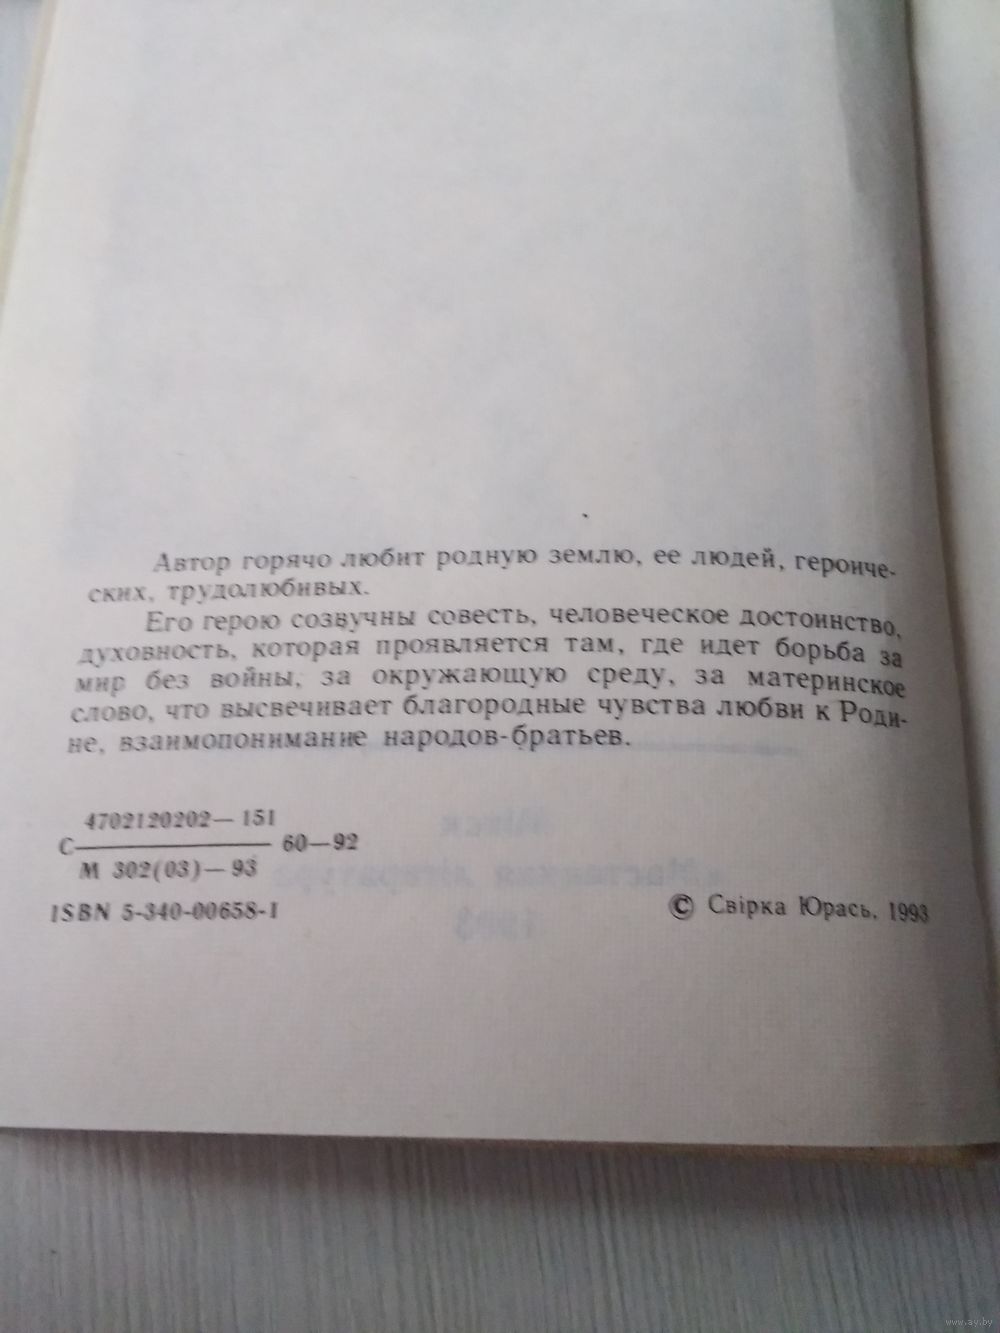 Автор горячо любит родную землю, ее людей, героиче-
ских, трудолюбивых.
Его герою созвучны совесть, человеческое достоинство,
духовность, которая проявляется там, где идет борьба за
мир без войны, за окружающую среду, за материнское
слово, что высвечивает благородные чувства любви к Роди-
не, взаимопонимание народов-братьев.
4702120202—151
С 60—92
М 302(03)—93
ISBN 5-340-00658-1
© Свірка Юрась, 1993
www.ay.by